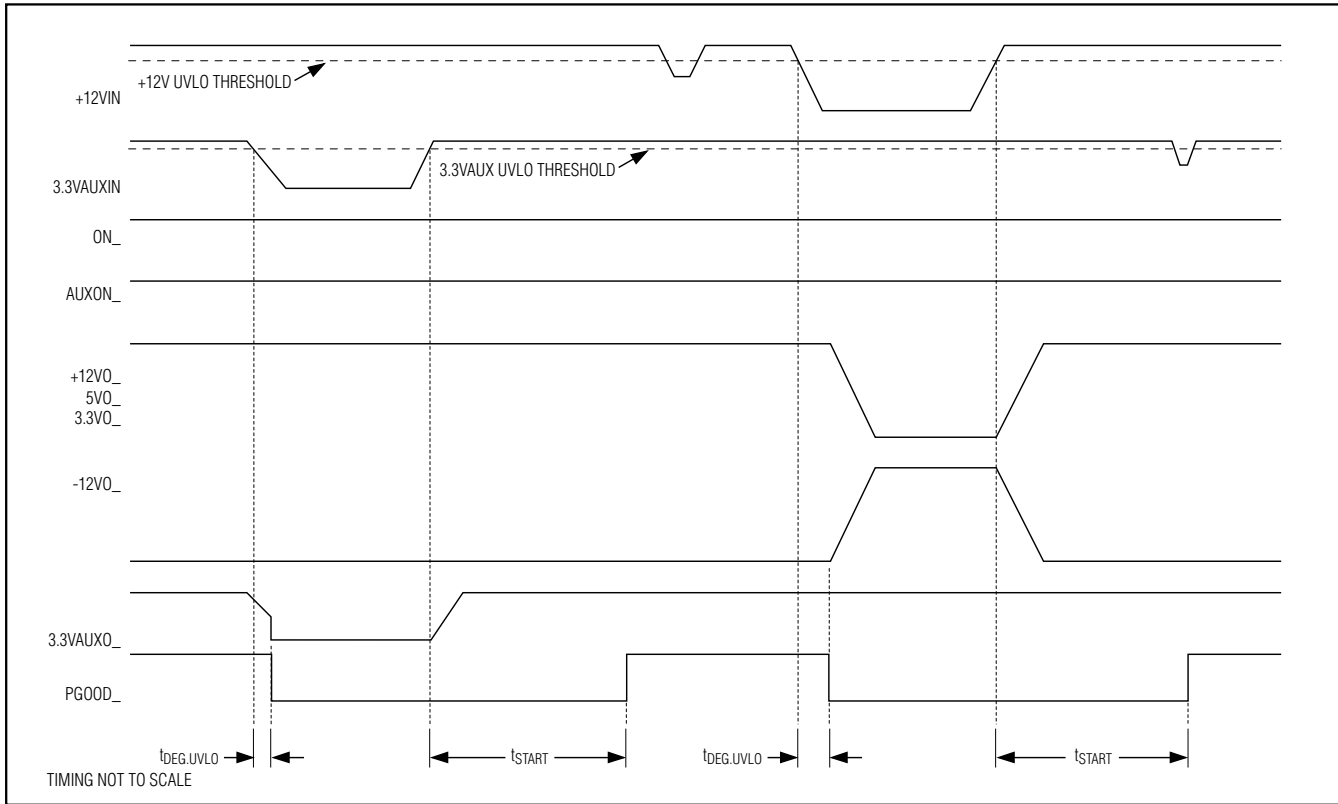 +12V UVLO THRESHOLD
+12VIN
3.3VAUX UVLO THRESHOLD
3.3VAUXIN
ON_
AUXON_
+12VO_
5VO_
3.3VO_
-12VO_
3.3VAUXO_
PGOOD_
tDEG.UVLO
tSTART
tDEG.UVLO
tSTART
TIMING NOT TO SCALE